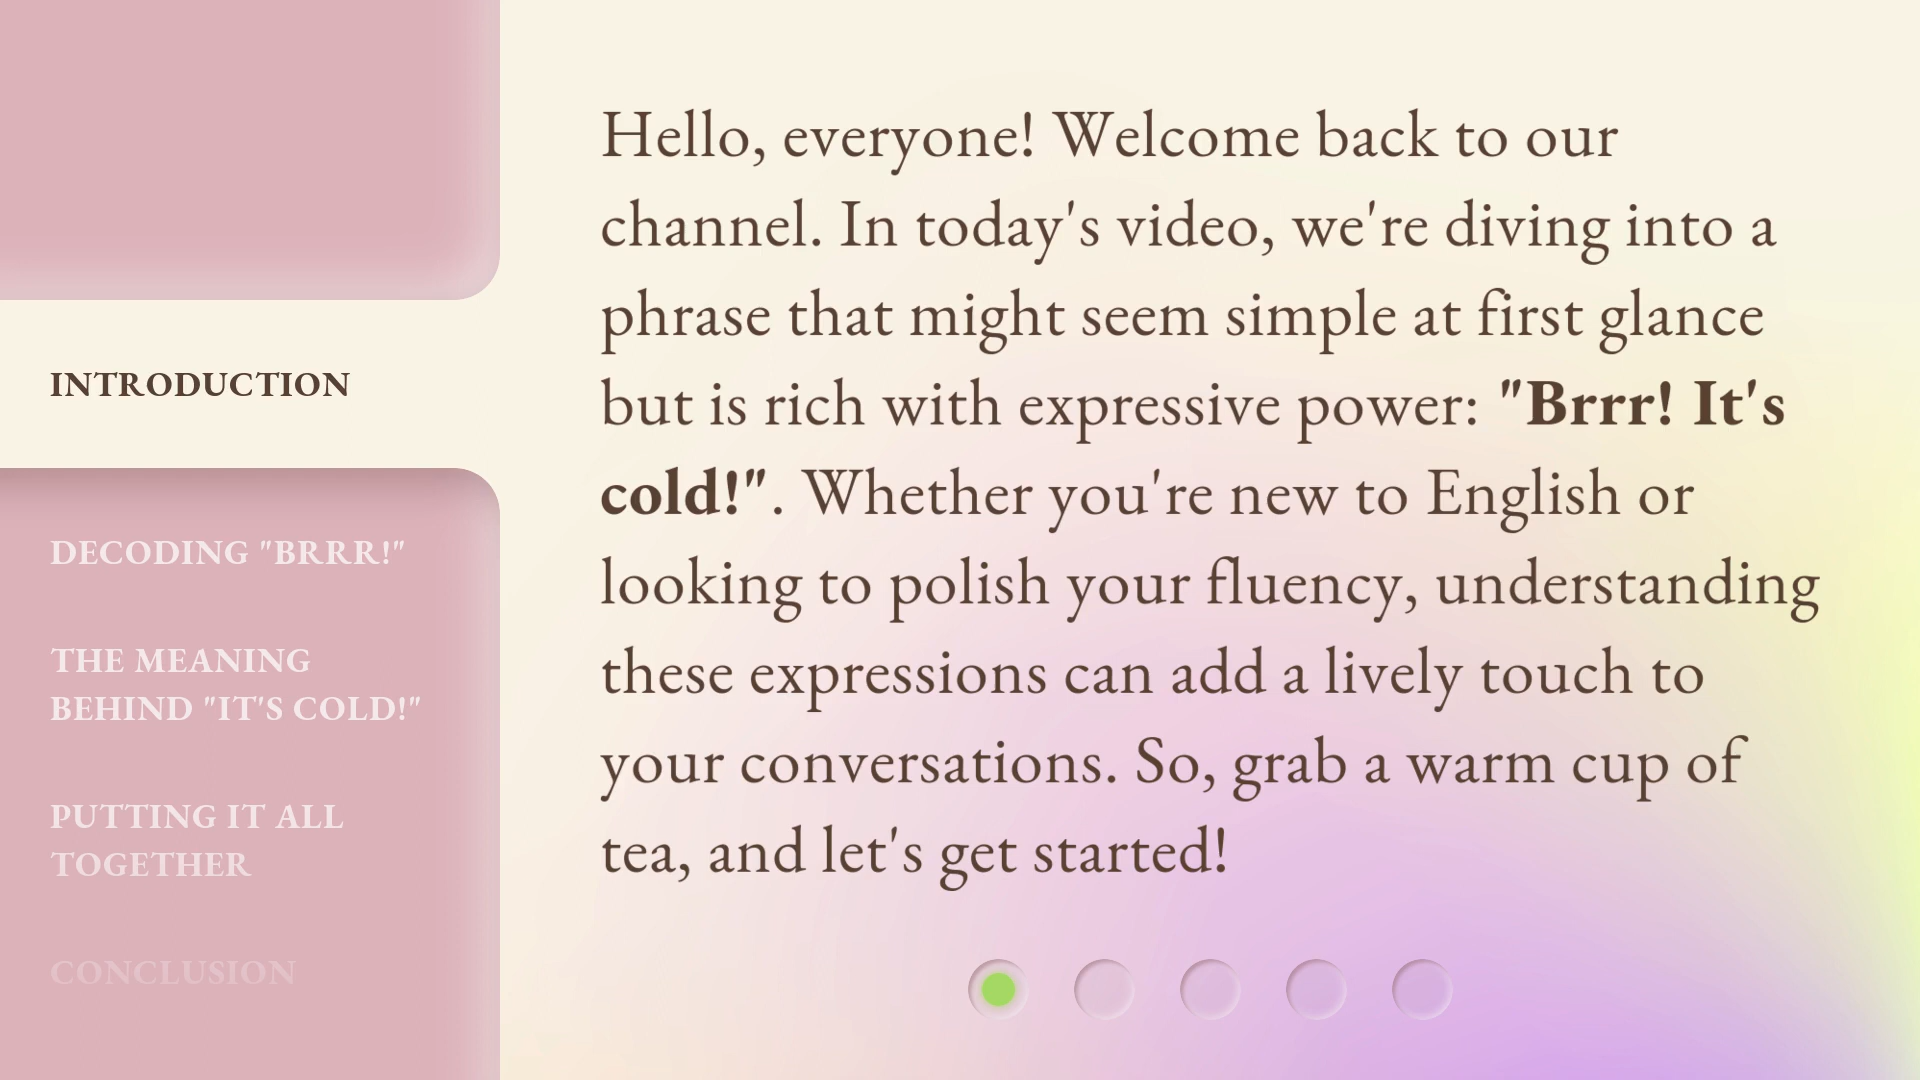 INTRODUCTION
DECODING "BRRR!"
THE MEANING
BEHIND "IT'S COLD!"
PUTTING IT ALL
TOGETHER
CONCLUSION
Hello, everyone! Welcome back to our
channel. In today's video, we're diving into a
phrase that might seem simple at first glance
but is rich with expressive power: "Brrr! It's
cold!". Whether you're new to English or
looking to polish your fluency, understanding
these expressions can add a lively touch to
your conversations. So, grab a warm cup of
tea, and let's get started!